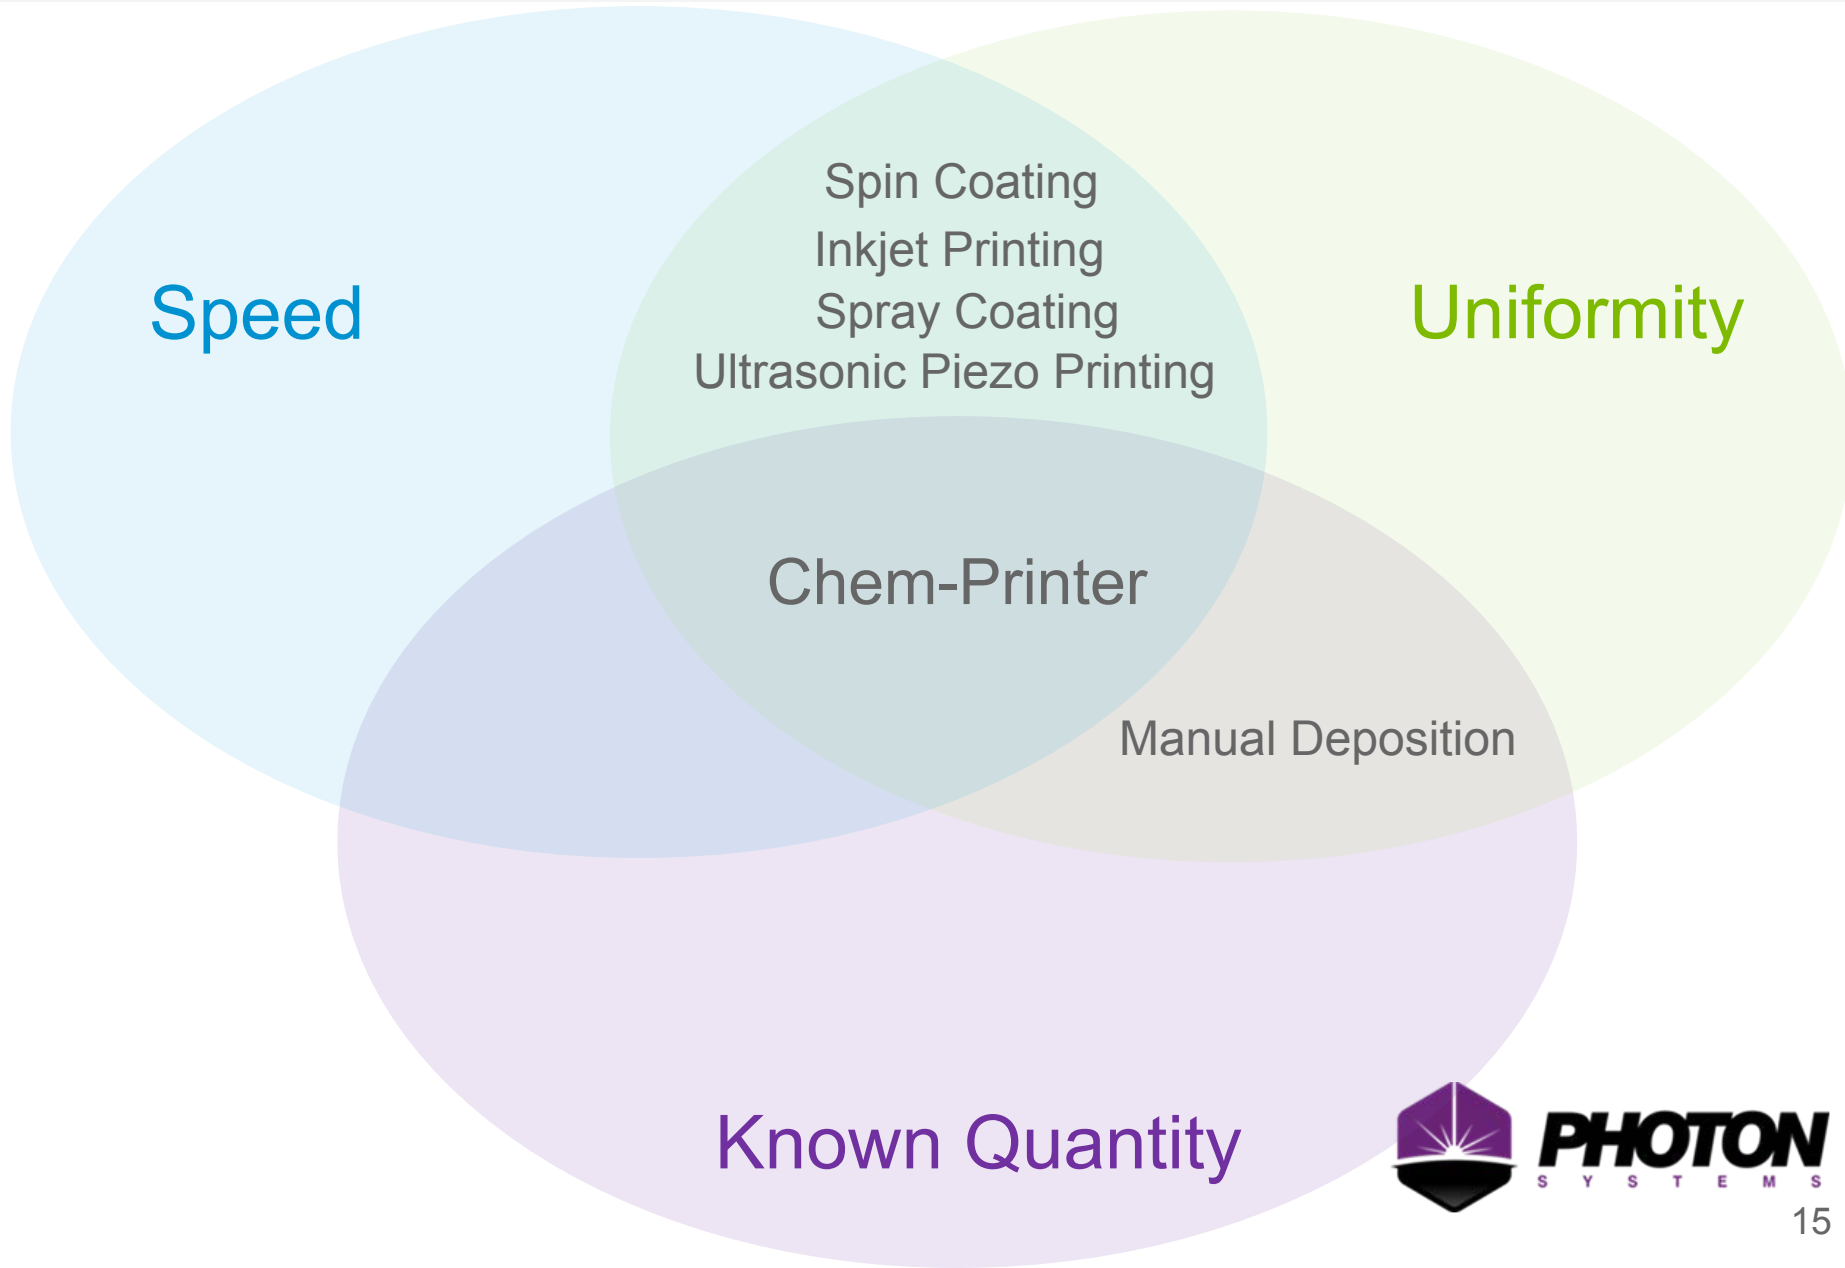 Spin Coating
Inkjet Printing
Speed
Spray Coating
Uniformity
Ultrasonic Piezo Printing
Chem-Printer
Manual Deposition
Known Quantity
PHOTON
SYSTEMS
15